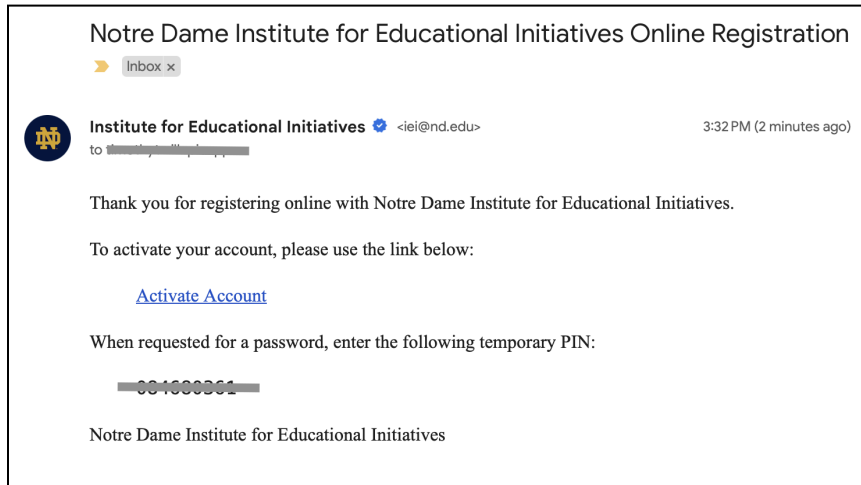 Notre Dame Institute for Educational Initiatives Online Registration
Inbox ×
Institute for Educational Initiatives <iei@nd.edu> 3:32 PM (2 minutes ago)
to
Thank you for registering online with Notre Dame Institute for Educational Initiatives.
To activate your account, please use the link below:
Activate Account
When requested for a password, enter the following temporary PIN:
Notre Dame Institute for Educational Initiatives